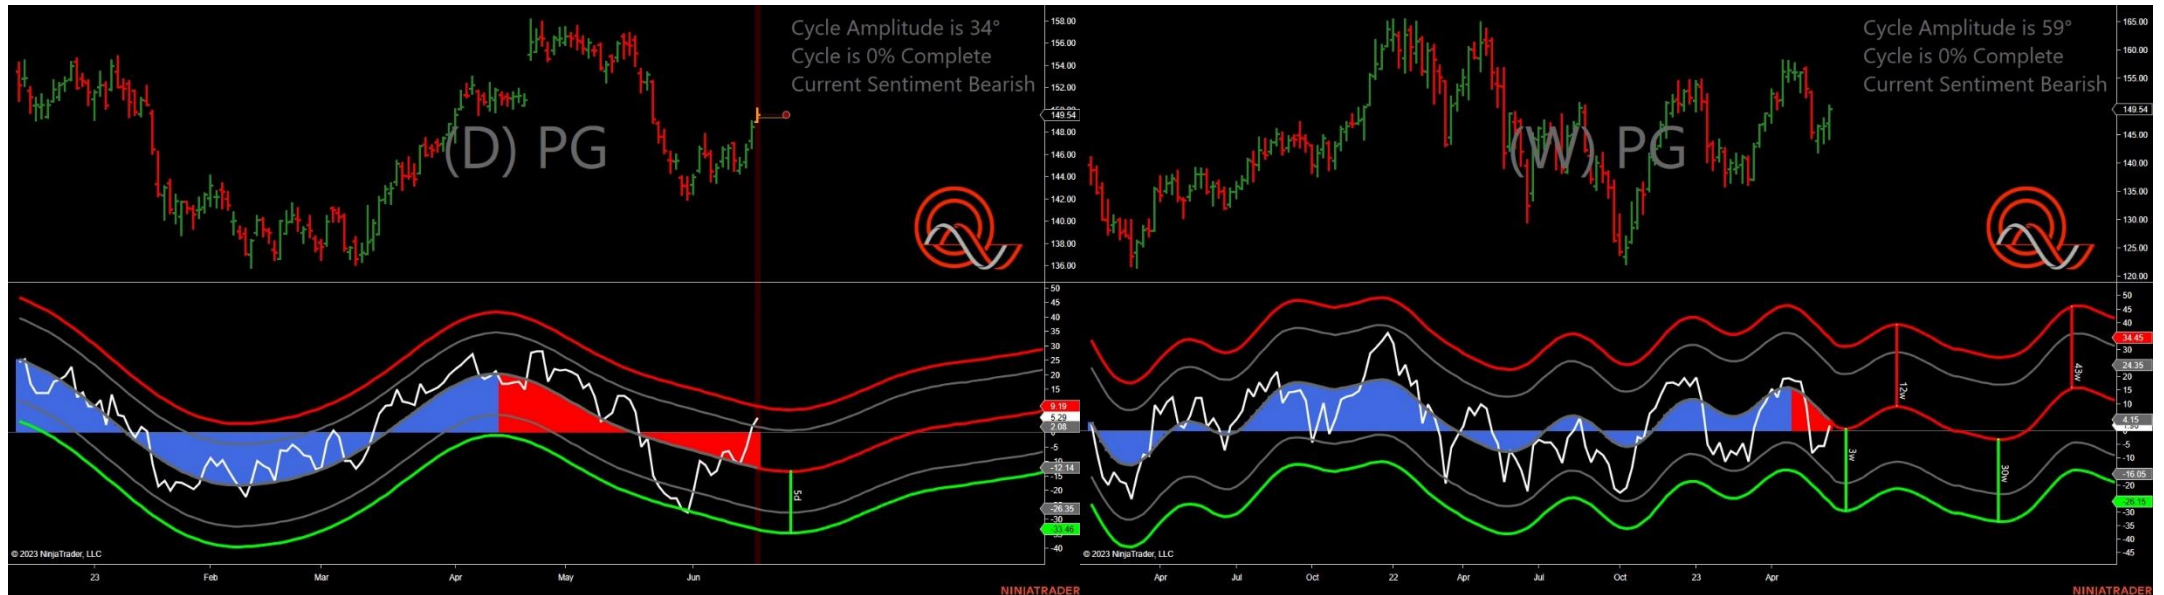 Cycle Amplitude is 34°
Cycle is 0% Complete
Current Sentiment Bearish
(D) PG
158.00
156.00
154.00
152.00
149.54
148.00
146.00
144.00
142.00
140.00
138.00
136.00
50
45
40
35
30
25
20
15
9.19
5.29
2.08
-5
-12.14
-15
-20
-26.35
-30
-33.46
-40
5d
© 2023 NinjaTrader, LLC
23
Feb
Mar
Apr
May
Jun
NINJATRADER
Cycle Amplitude is 59°
Cycle is 0% Complete
Current Sentiment Bearish
(W) PG
165.00
160.00
155.00
149.54
145.00
140.00
135.00
130.00
125.00
120.00
50
45
40
34.45
30
24.35
20
15
10
4.15
-5
-10
-16.05
-20
-26.15
-30
-35
-40
-45
3w
12w
30w
43w
© 2023 NinjaTrader, LLC
Apr
Jul
Oct
22
Apr
Jul
Oct
23
Apr
NINJATRADER